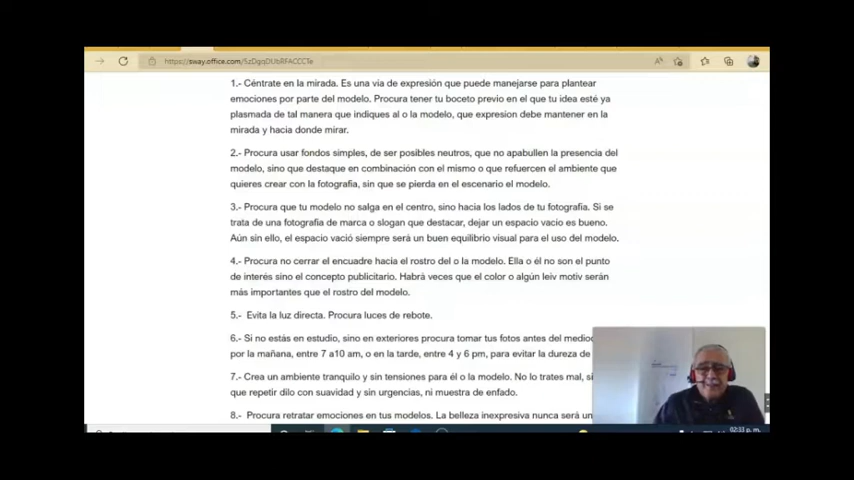 https://sway.office.com/5zDgqDUbRFACCCTe
1.- Céntrate en la mirada. Es una vía de expresión que puede manejarse para plantear
emociones por parte del modelo. Procura tener tu boceto previo en el que tu idea esté ya
plasmada de tal manera que indiques al o la modelo, que expresion debe mantener en la
mirada y hacia donde mirar.
2.- Procura usar fondos simples, de ser posibles neutros, que no apabullen la presencia del
modelo, sino que destaque en combinación con el mismo o que refuercen el ambiente que
quieres crear con la fotografía, sin que se pierda en el escenario el modelo.
3.- Procura que tu modelo no salga en el centro, sino hacia los lados de tu fotografía. Si se
trata de una fotografía de marca o slogan que destacar, dejar un espacio vacio es bueno.
Aún sin ello, el espacio vació siempre será un buen equilibrio visual para el uso del modelo.
4.- Procura no cerrar el encuadre hacia el rostro del o la modelo. Ella o él no son el punto
de interés sino el concepto publicitario. Habrá veces que el color o algún leiv motiv serán
más importantes que el rostro del modelo.
5.- Evita la luz directa. Procura luces de rebote.
6.- Si no estás en estudio, sino en exteriores procura tomar tus fotos antes del medioc
por la mañana, entre 7 a10 am, o en la tarde, entre 4 y 6 pm, para evitar la dureza de
7.- Crea un ambiente tranquilo y sin tensiones para él o la modelo. No lo trates mal, si
que repetir dilo con suavidad y sin urgencias, ni muestra de enfado.
8.- Procura retratar emociones en tus modelos. La belleza inexpresiva nunca será un
02:33 p. m.